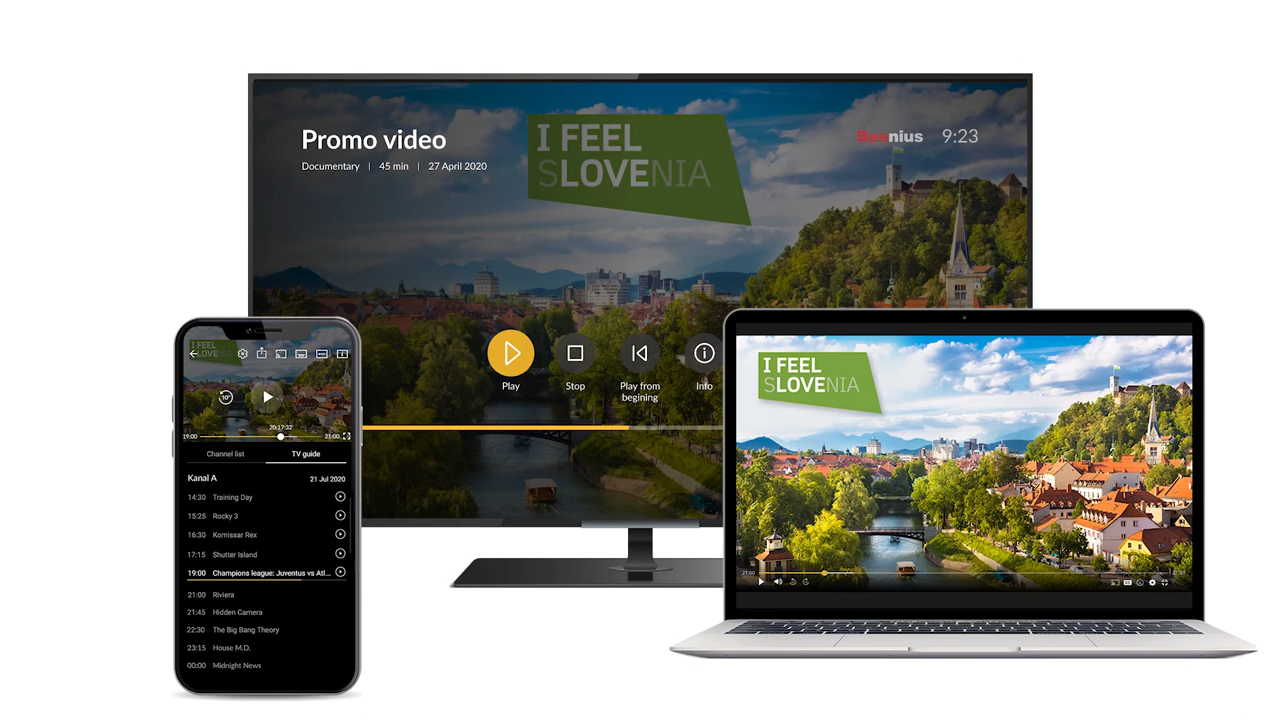 Promo video
Documentary | 45 min | 27 April 2020
I FEEL
SLOVENIA
Beenius 9:23
Play
Stop
Play from
begining
Info
I FEEL
SLOVENIA
10"
20:17:32
19:00
21:00
Channel list
TV guide
Kanal A
21 Jul 2020
14:30 Training Day
15:25 Rocky 3
16:30 Komissar Rex
17:15 Shutter Island
19:00 Champions league: Juventus vs Atl...
21:00 Riviera
21:45 Hidden Camera
22:30 The Big Bang Theory
23:15 House M.D.
00:00 Midnight News
I FEEL
SLOVENIA
21:00